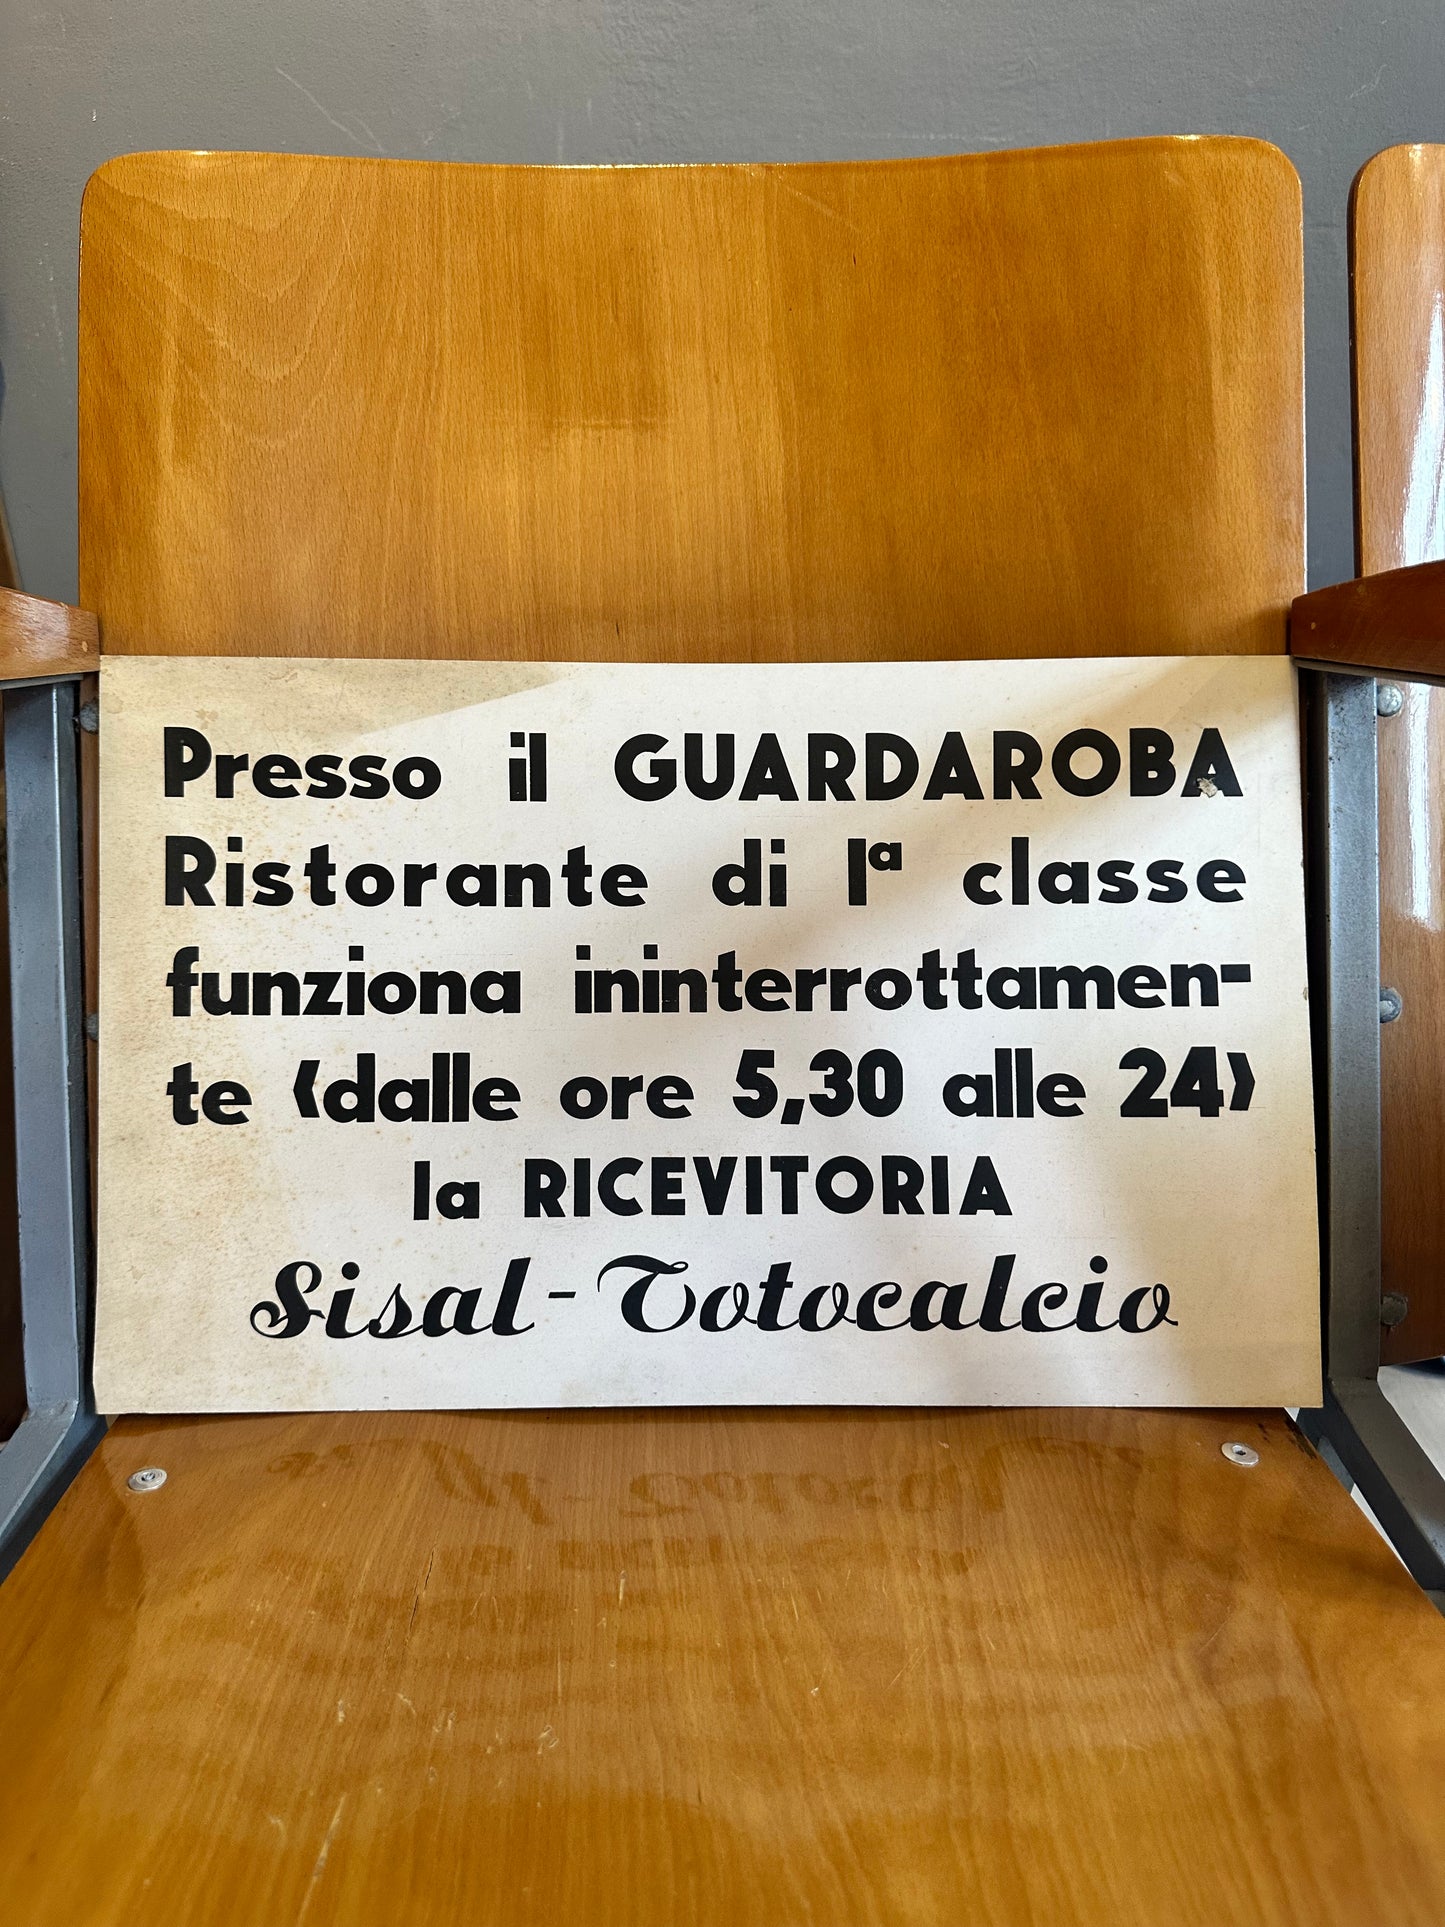 Presso il GUARDAROBA
Ristorante di Iª classe
funziona ininterrottamen-
te (dalle ore 5,30 alle 24)
la RICEVITORIA
Sisal - Totocalcio